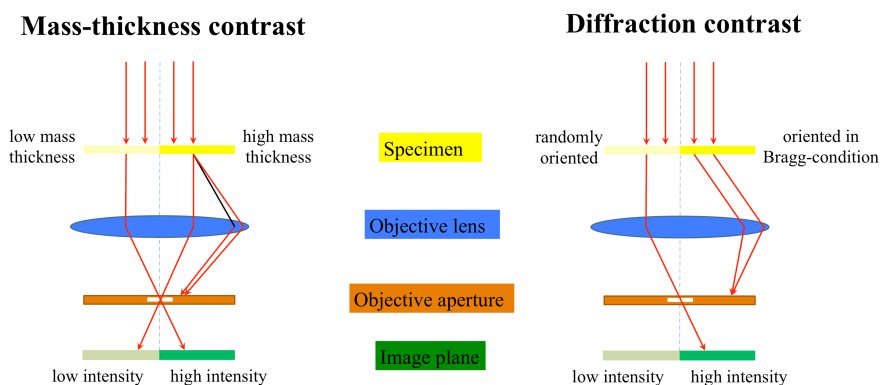 Mass-thickness contrast
Diffraction contrast
low mass
thickness
high mass
thickness
Specimen
randomly
oriented
oriented in
Bragg-condition
Objective lens
Objective aperture
Image plane
low intensity
high intensity
low intensity
high intensity